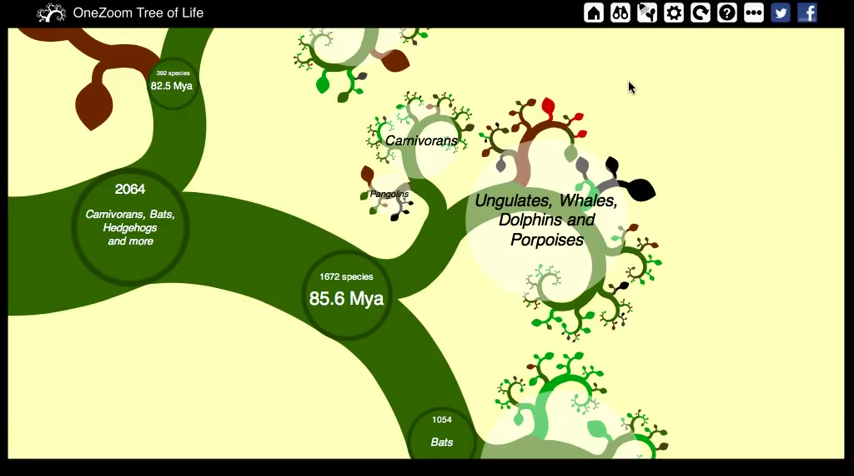 OneZoom Tree of Life
392 species
82.5 Mya
2064
Carnivorans, Bats,
Hedgehogs
and more
Carnivorans
Pangolins
Ungulates, Whales,
Dolphins and
Porpoises
1672 species
85.6 Mya
1054
Bats